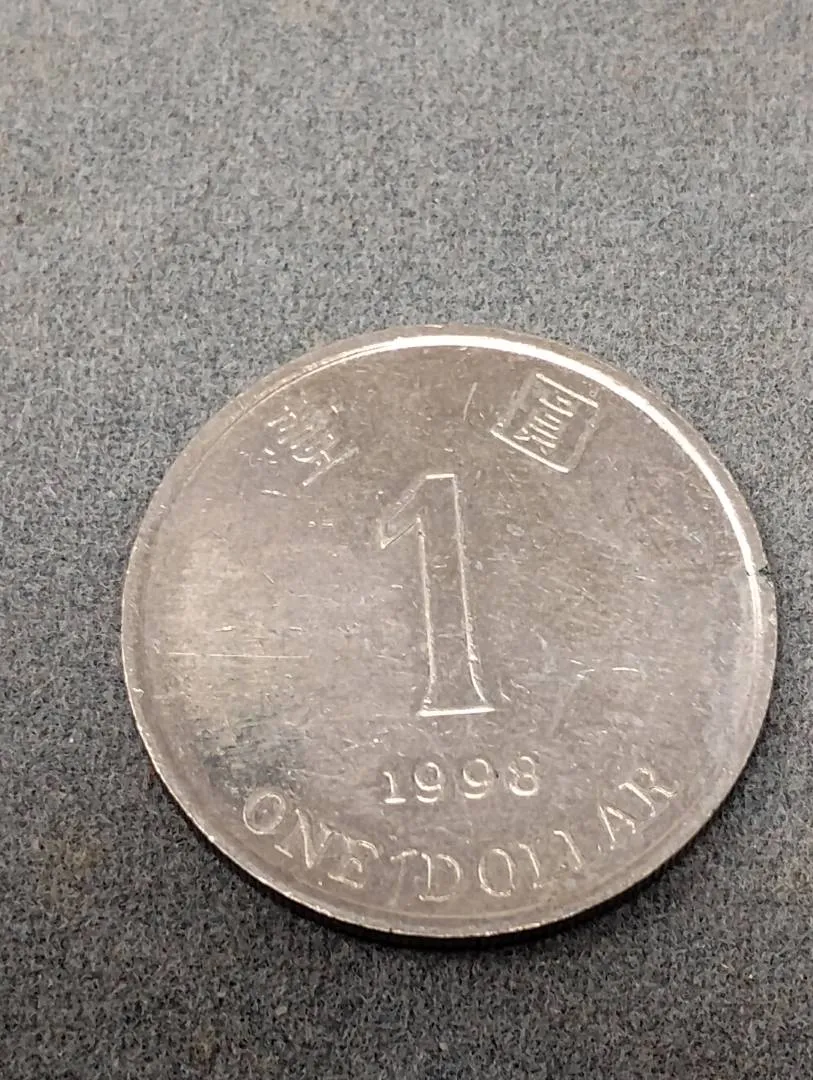 壹 圓
1
1998
ONE DOLLAR